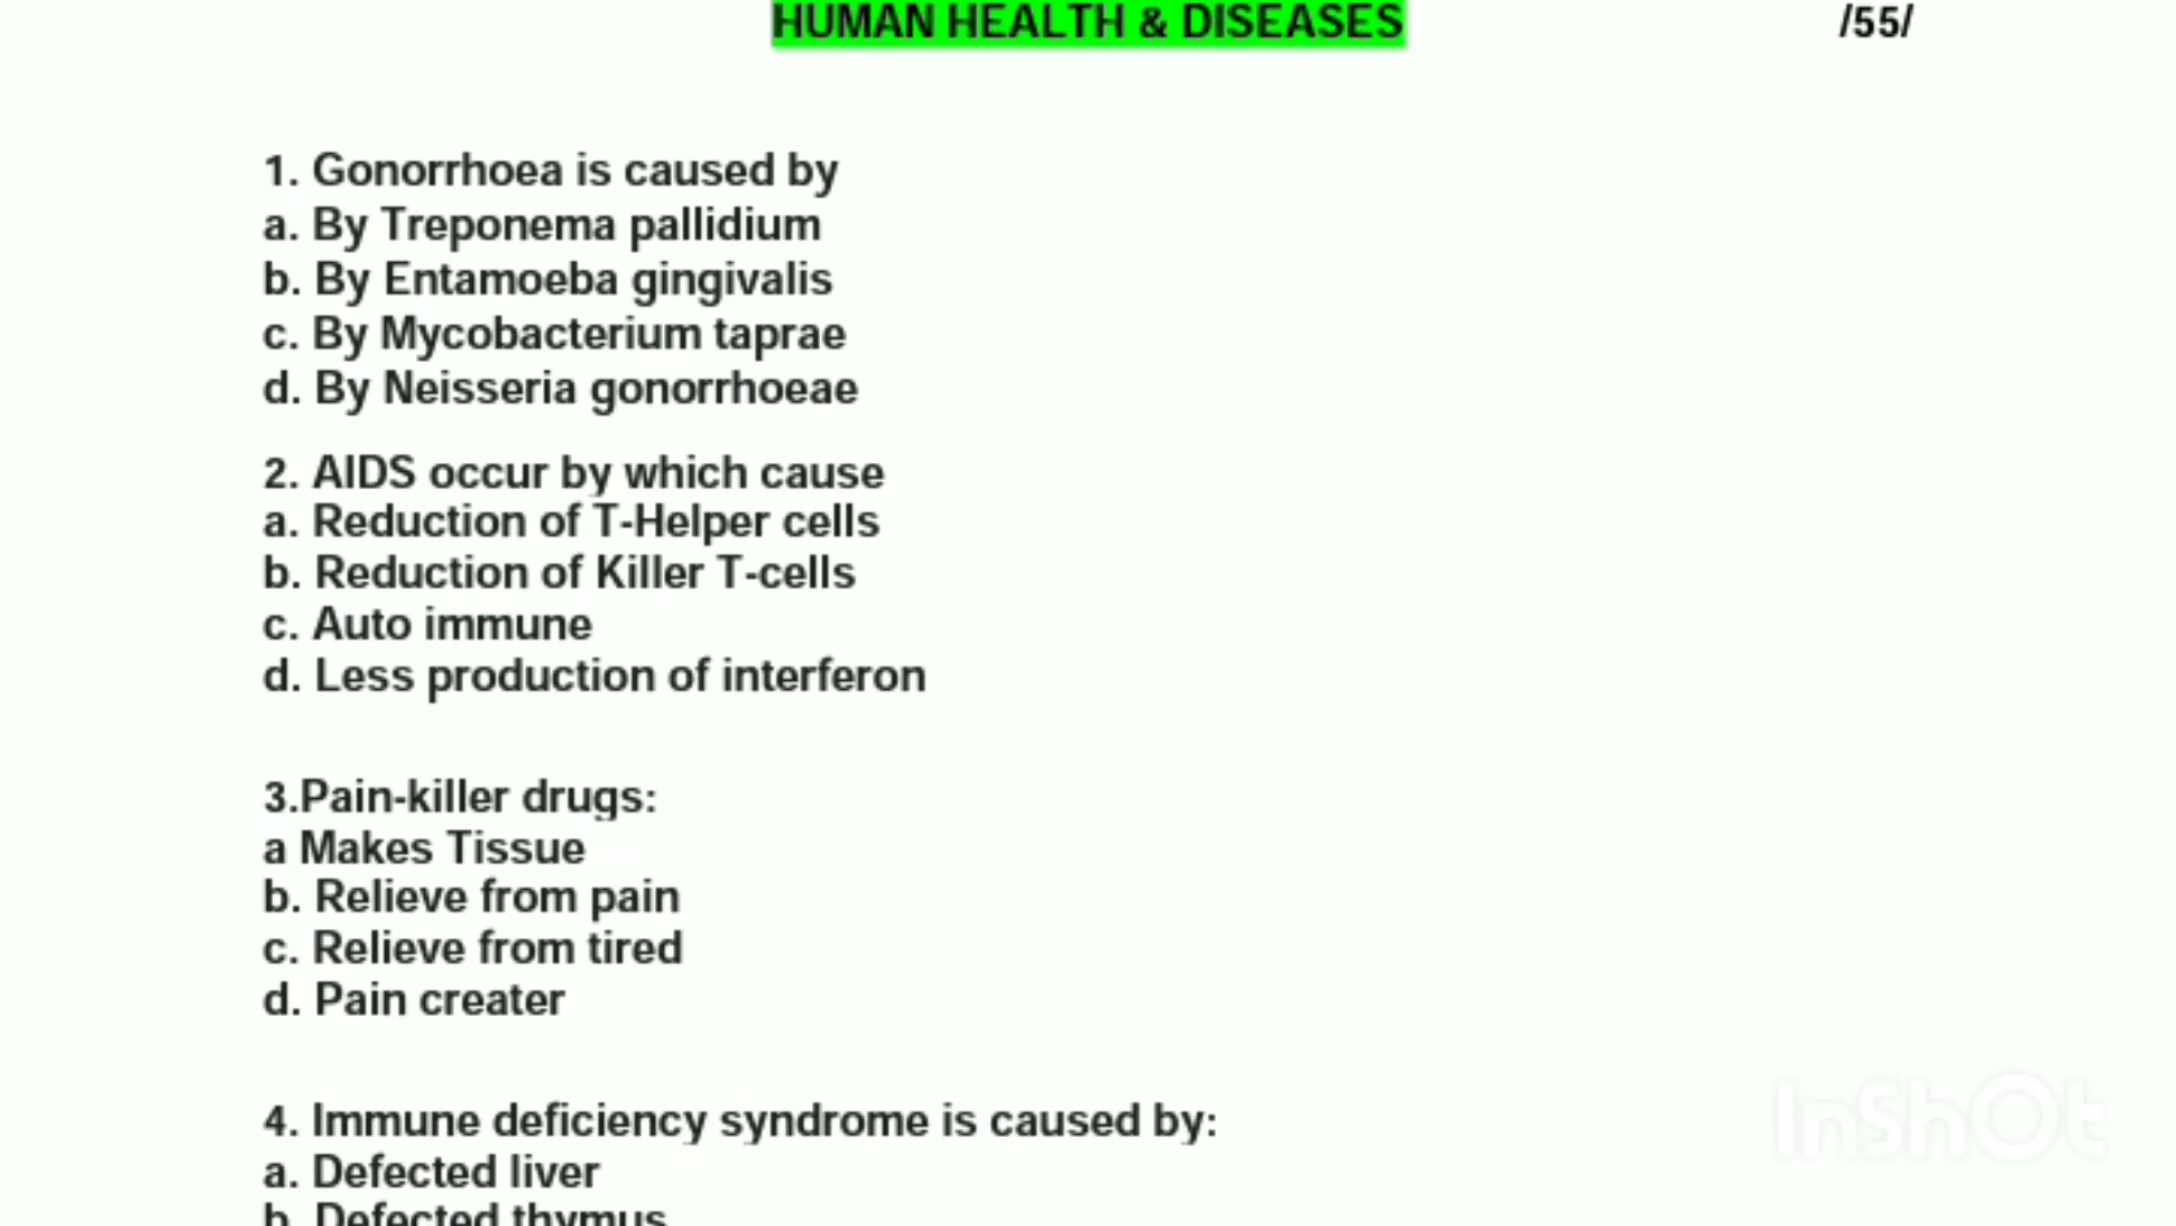 HUMAN HEALTH & DISEASES /55/
1. Gonorrhoea is caused by
a. By Treponema pallidium
b. By Entamoeba gingivalis
c. By Mycobacterium taprae
d. By Neisseria gonorrhoeae
2. AIDS occur by which cause
a. Reduction of T-Helper cells
b. Reduction of Killer T-cells
c. Auto immune
d. Less production of interferon
3.Pain-killer drugs:
a Makes Tissue
b. Relieve from pain
c. Relieve from tired
d. Pain creater
4. Immune deficiency syndrome is caused by:
a. Defected liver
b. Defected thymus
InShOt